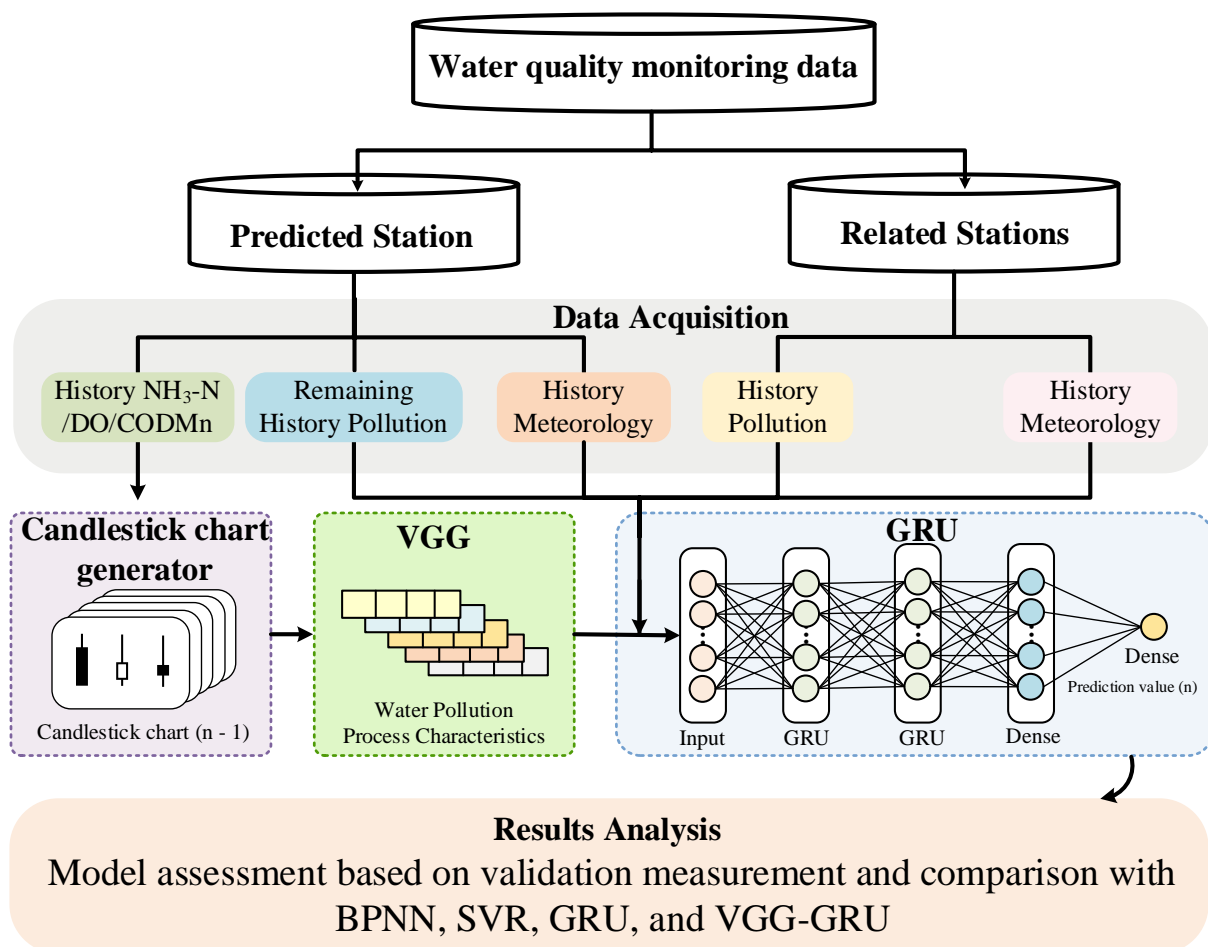 Water quality monitoring data
Predicted Station
Related Stations
Data Acquisition
History NH₃-N
/DO/CODMn
Remaining
History Pollution
History
Meteorology
History
Pollution
History
Meteorology
Candlestick chart
generator
Candlestick chart (n - 1)
VGG
Water Pollution
Process Characteristics
GRU
Input
GRU
GRU
Dense
Dense
Prediction value (n)
Results Analysis
Model assessment based on validation measurement and comparison with
BPNN, SVR, GRU, and VGG-GRU